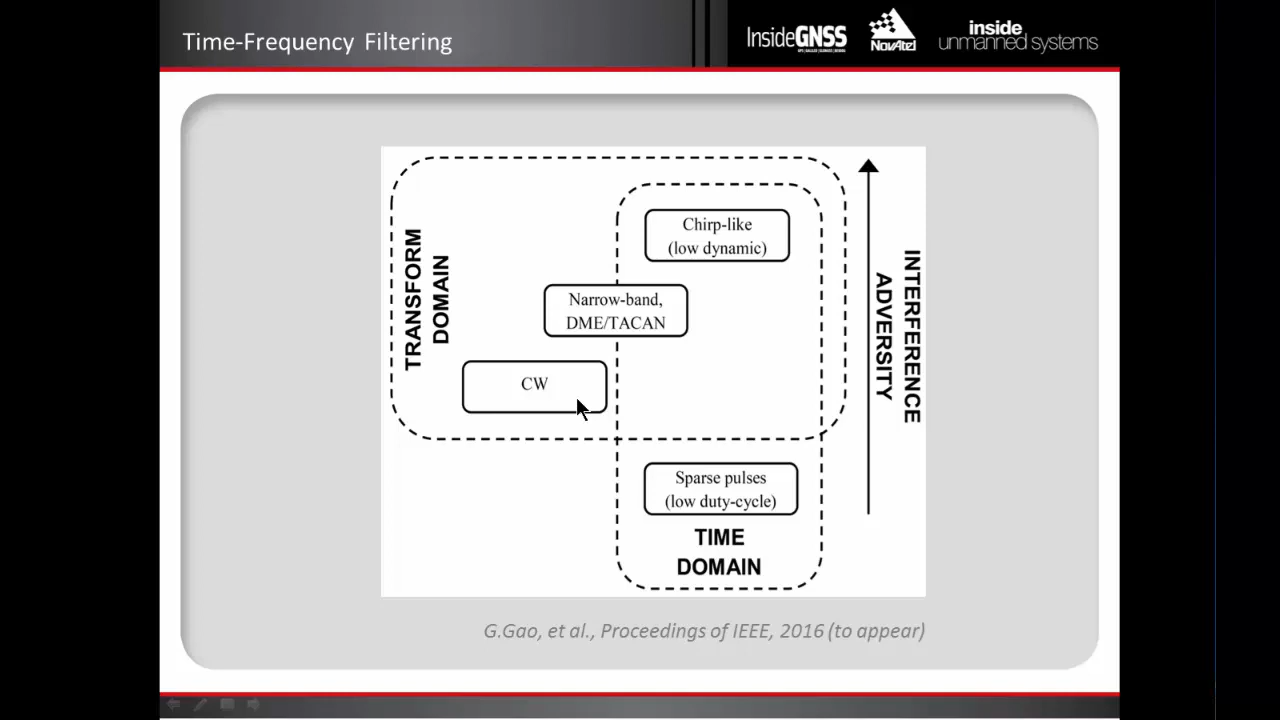 Time-Frequency Filtering
InsideGNSS
NovAtel
inside
unmanned systems
TRANSFORM
DOMAIN
Chirp-like
(low dynamic)
Narrow-band,
DME/TACAN
CW
INTERFERENCE
ADVERSITY
Sparse pulses
(low duty-cycle)
TIME
DOMAIN
G.Gao, et al., Proceedings of IEEE, 2016 (to appear)